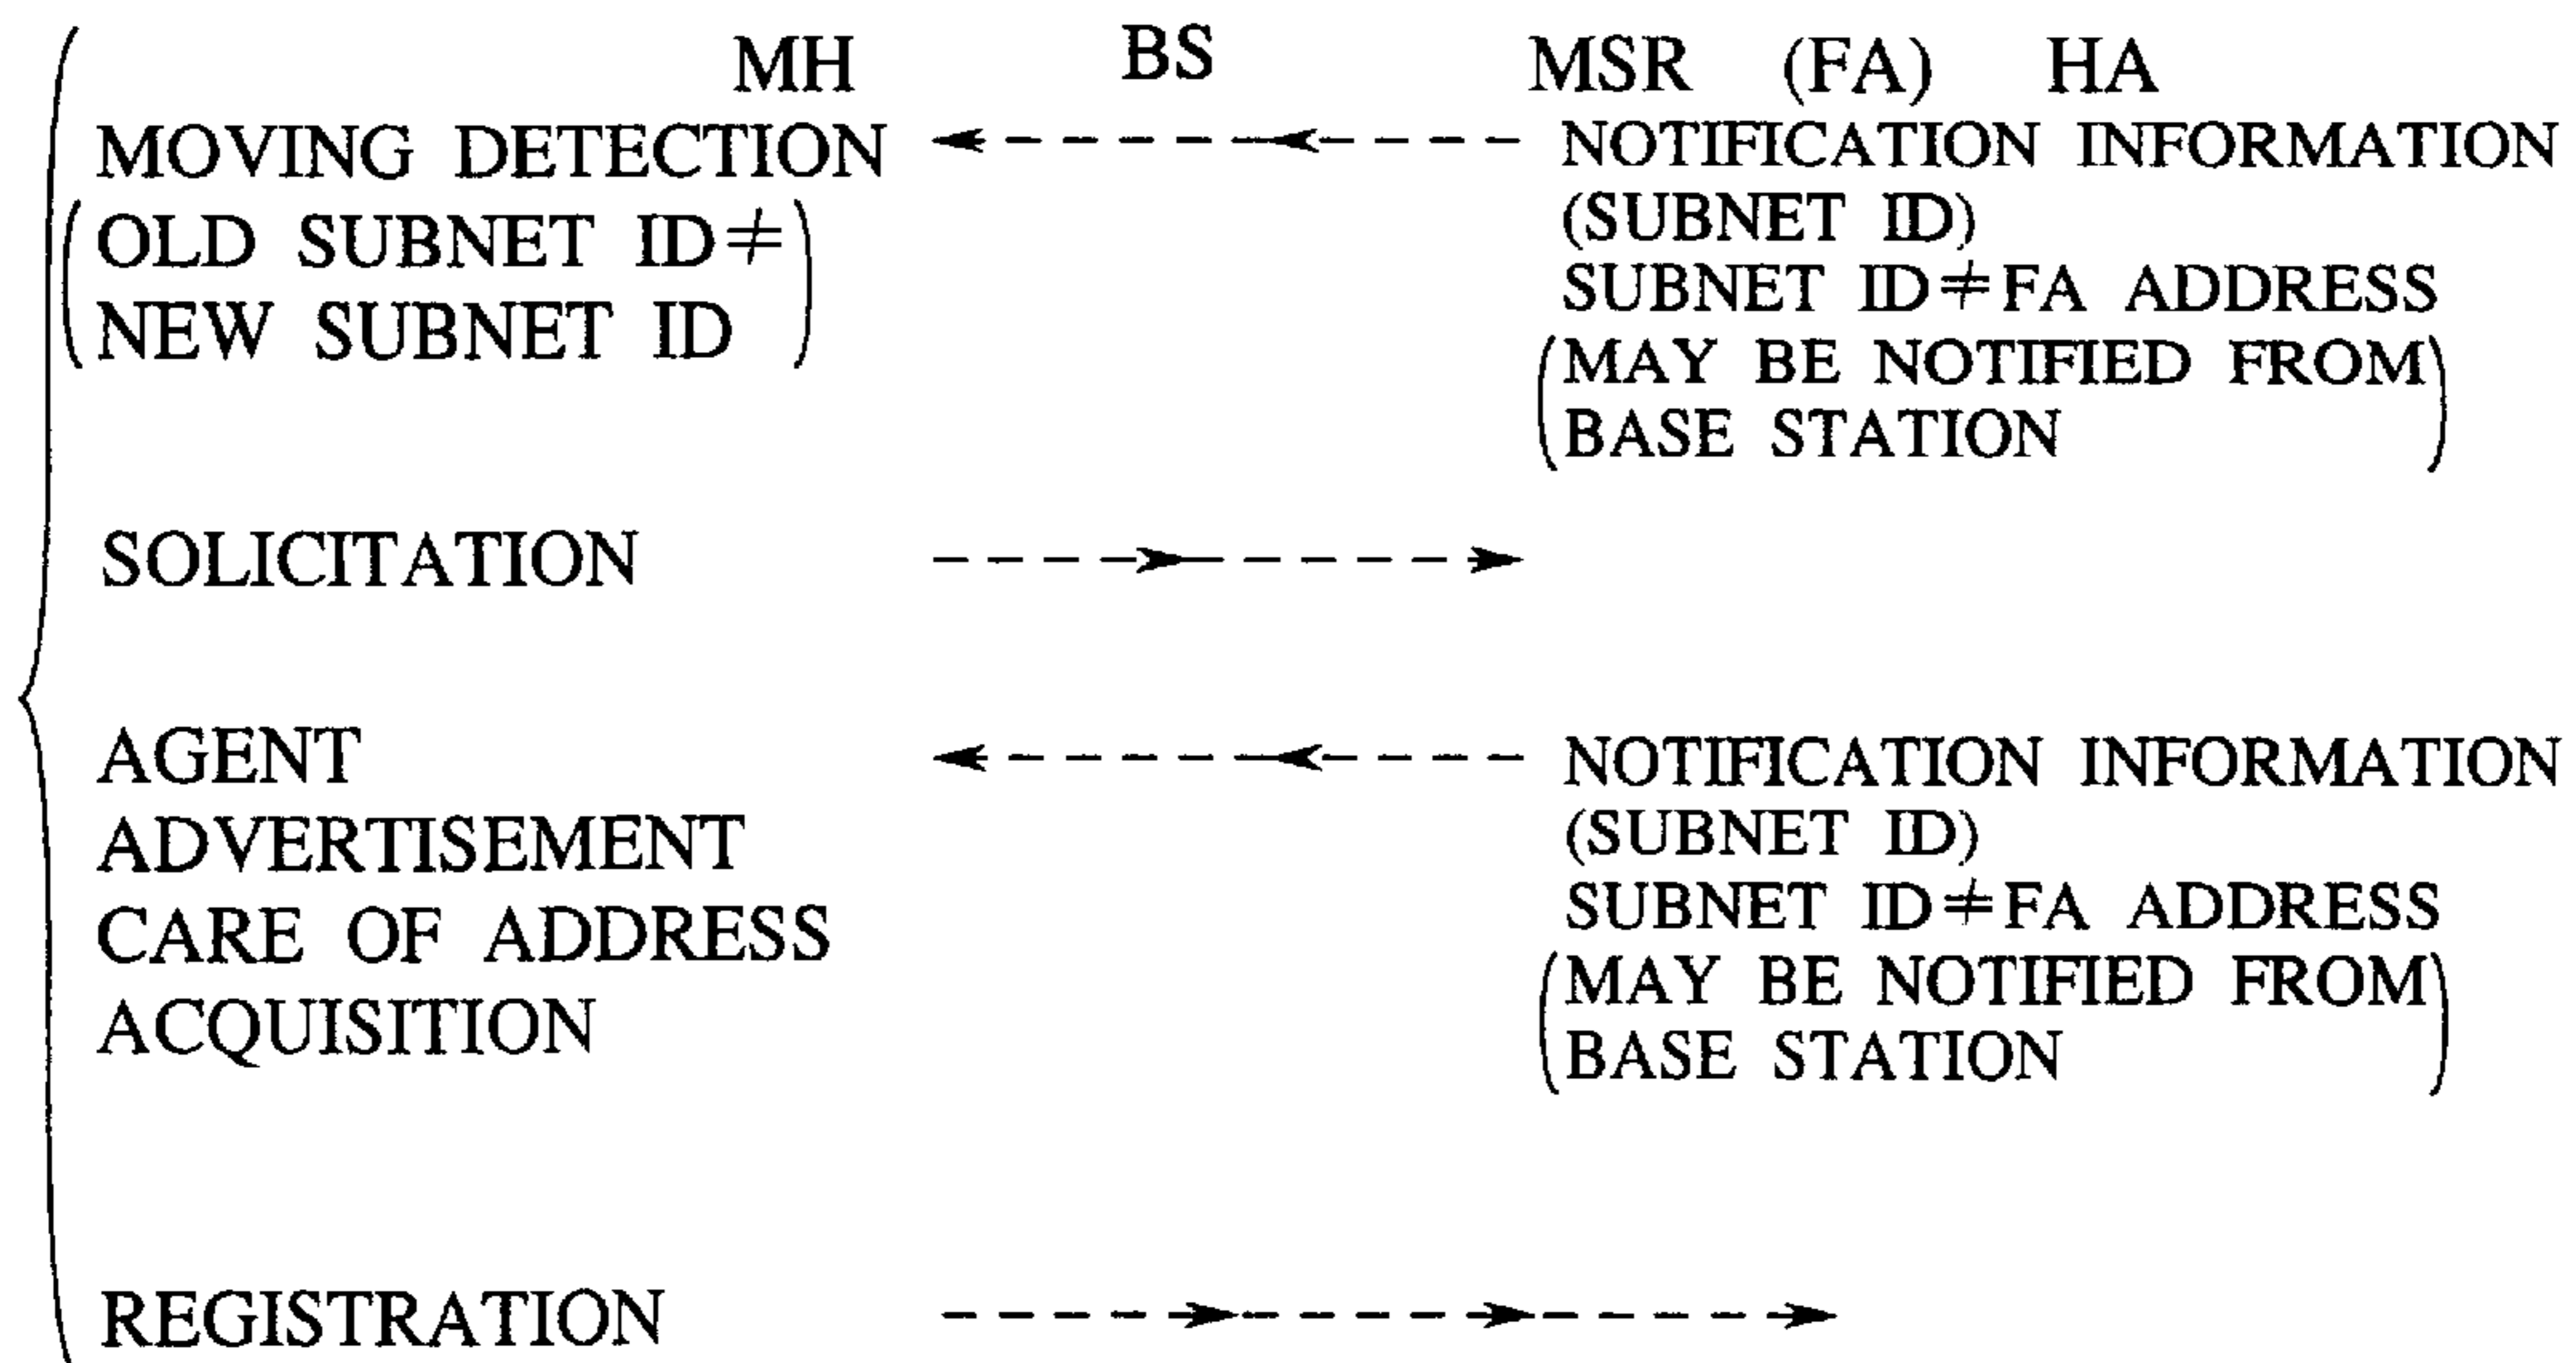 MH BS MSR (FA) HA
MOVING DETECTION NOTIFICATION INFORMATION
(SUBNET ID)
(OLD SUBNET ID≠
NEW SUBNET ID)
SUBNET ID≠FA ADDRESS
(MAY BE NOTIFIED FROM
BASE STATION)
SOLICITATION
AGENT
ADVERTISEMENT
CARE OF ADDRESS
ACQUISITION
NOTIFICATION INFORMATION
(SUBNET ID)
SUBNET ID≠FA ADDRESS
(MAY BE NOTIFIED FROM
BASE STATION)
REGISTRATION